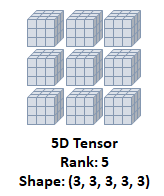 5D Tensor
Rank: 5
Shape: (3, 3, 3, 3, 3)